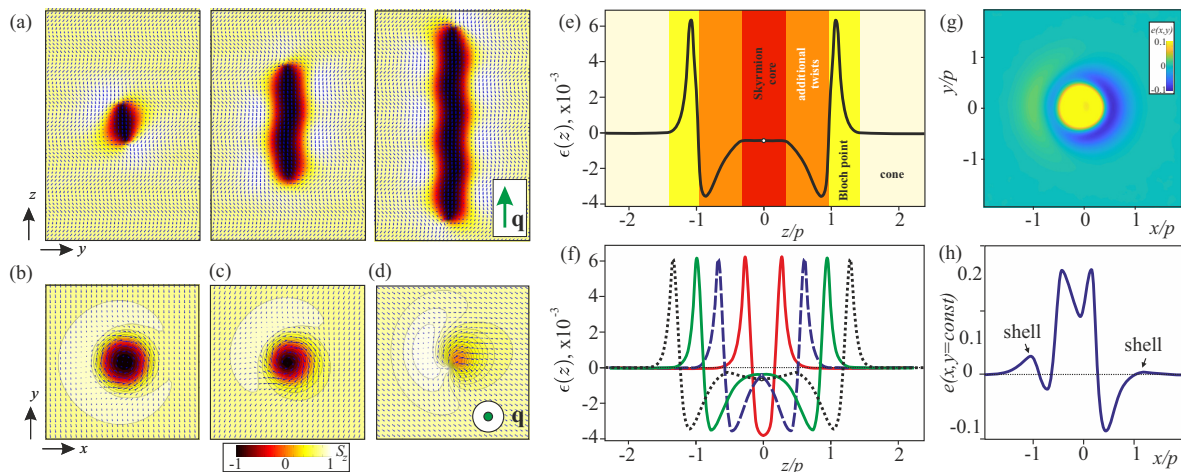 (a)
z
y
q
(b)
(c)
(d)
y
x
q
-1 0 1
S_z
(e)
6
4
2
0
-2
-4
ϵ(z), x10⁻³
Skyrmion
core
additional
twists
Bloch point
cone
-2 -1 0 1 2
z/p
(f)
6
4
2
0
-2
-4
ϵ(z), x10⁻³
-2 -1 0 1 2
z/p
(g)
1
0
-1
y/p
e(x,y)
0.1
-0.1
-1 0 1
x/p
(h)
0.2
0.1
0
-0.1
e(x,y=const)
shell
shell
-1 0 1
x/p